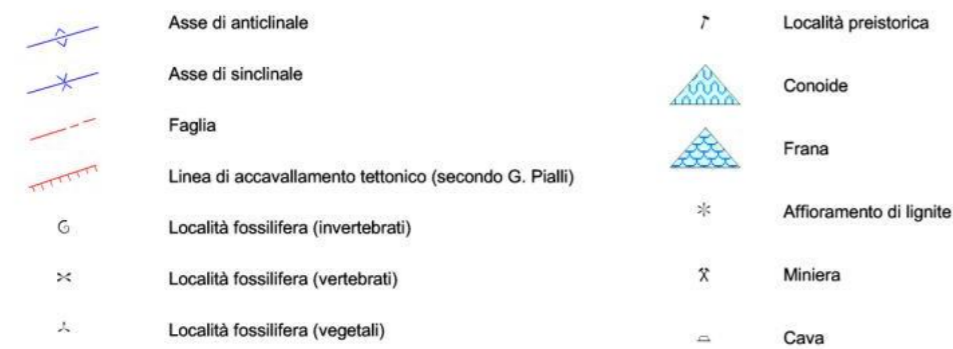 Asse di anticlinale
Asse di sinclinale
Faglia
Linea di accavallamento tettonico (secondo G. Pialli)
Località fossilifera (invertebrati)
Località fossilifera (vertebrati)
Località fossilifera (vegetali)
Località preistorica
Conoide
Frana
Affioramento di lignite
Miniera
Cava